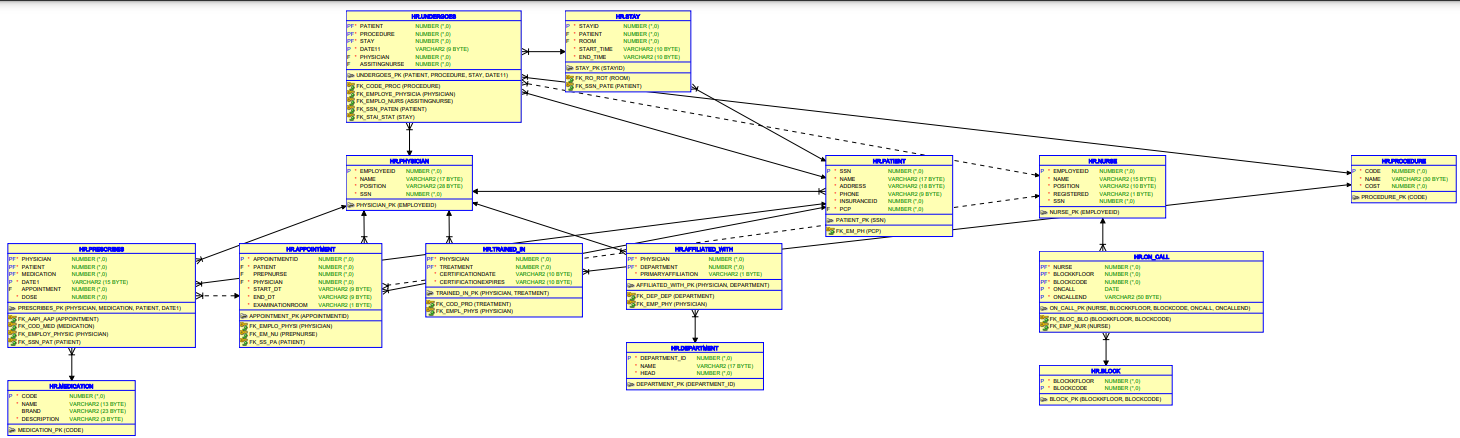 HR.UNDERGOES
PF* PATIENT NUMBER (*,0)
PF* PROCEDURE NUMBER (*,0)
PF* STAY NUMBER (*,0)
P * DATE11 VARCHAR2 (9 BYTE)
F * PHYSICIAN NUMBER (*,0)
F ASSITINGNURSE NUMBER (*,0)
UNDERGOES_PK (PATIENT, PROCEDURE, STAY, DATE11)
FK_CODE_PROC (PROCEDURE)
FK_EMPLOYE_PHYSICIA (PHYSICIAN)
FK_EMPLO_NURS (ASSITINGNURSE)
FK_SSN_PATEN (PATIENT)
FK_STAI_STAT (STAY)
HR.STAY
P * STAYID NUMBER (*,0)
F * PATIENT NUMBER (*,0)
F * ROOM NUMBER (*,0)
* START_TIME VARCHAR2 (10 BYTE)
* END_TIME VARCHAR2 (10 BYTE)
STAY_PK (STAYID)
FK_RO_ROT (ROOM)
FK_SSN_PATE (PATIENT)
HR.PHYSICIAN
P * EMPLOYEEID NUMBER (*,0)
* NAME VARCHAR2 (17 BYTE)
* POSITION VARCHAR2 (28 BYTE)
* SSN NUMBER (*,0)
PHYSICIAN_PK (EMPLOYEEID)
HR.PATIENT
P * SSN NUMBER (*,0)
* NAME VARCHAR2 (17 BYTE)
* ADDRESS VARCHAR2 (18 BYTE)
* PHONE VARCHAR2 (9 BYTE)
* INSURANCEID NUMBER (*,0)
F * PCP NUMBER (*,0)
PATIENT_PK (SSN)
FK_EM_PH (PCP)
HR.NURSE
P * EMPLOYEEID NUMBER (*,0)
* NAME VARCHAR2 (15 BYTE)
* POSITION VARCHAR2 (10 BYTE)
* REGISTERED VARCHAR2 (1 BYTE)
* SSN NUMBER (*,0)
NURSE_PK (EMPLOYEEID)
HR.PROCEDURE
P * CODE NUMBER (*,0)
* NAME VARCHAR2 (30 BYTE)
* COST NUMBER (*,0)
PROCEDURE_PK (CODE)
HR.PRESCRIBES
PF* PHYSICIAN NUMBER (*,0)
PF* PATIENT NUMBER (*,0)
PF* MEDICATION NUMBER (*,0)
P * DATE1 VARCHAR2 (15 BYTE)
F APPOINTMENT NUMBER (*,0)
* DOSE NUMBER (*,0)
PRESCRIBES_PK (PHYSICIAN, MEDICATION, PATIENT, DATE1)
FK_AAPI_AAP (APPOINTMENT)
FK_COD_MED (MEDICATION)
FK_EMPLOY_PHYSIC (PHYSICIAN)
FK_SSN_PAT (PATIENT)
HR.APPOINTMENT
P * APPOINTMENTID NUMBER (*,0)
F * PATIENT NUMBER (*,0)
F PREPNURSE NUMBER (*,0)
F * PHYSICIAN NUMBER (*,0)
* START_DT VARCHAR2 (9 BYTE)
* END_DT VARCHAR2 (9 BYTE)
* EXAMINATIONROOM VARCHAR2 (1 BYTE)
APPOINTMENT_PK (APPOINTMENTID)
FK_EMPLO_PHYSI (PHYSICIAN)
FK_EM_NU (PREPNURSE)
FK_SS_PA (PATIENT)
HR.TRAINED_IN
PF* PHYSICIAN NUMBER (*,0)
PF* TREATMENT NUMBER (*,0)
* CERTIFICATIONDATE VARCHAR2 (10 BYTE)
* CERTIFICATIONEXPIRES VARCHAR2 (10 BYTE)
TRAINED_IN_PK (PHYSICIAN, TREATMENT)
FK_COD_PRO (TREATMENT)
FK_EMPL_PHYS (PHYSICIAN)
HR.AFFILIATED_WITH
PF* PHYSICIAN NUMBER (*,0)
PF* DEPARTMENT NUMBER (*,0)
* PRIMARYAFFILIATION VARCHAR2 (1 BYTE)
AFFILIATED_WITH_PK (PHYSICIAN, DEPARTMENT)
FK_DEP_DEP (DEPARTMENT)
FK_EMP_PHY (PHYSICIAN)
HR.ON_CALL
PF* NURSE NUMBER (*,0)
PF* BLOCKKFLOOR NUMBER (*,0)
PF* BLOCKCODE NUMBER (*,0)
P * ONCALL DATE
P * ONCALLEND VARCHAR2 (50 BYTE)
ON_CALL_PK (NURSE, BLOCKKFLOOR, BLOCKCODE, ONCALL, ONCALLEND)
FK_BLOC_BLO (BLOCKKFLOOR, BLOCKCODE)
FK_EMP_NUR (NURSE)
HR.DEPARTMENT
P * DEPARTMENT_ID NUMBER (*,0)
* NAME VARCHAR2 (17 BYTE)
* HEAD NUMBER (*,0)
DEPARTMENT_PK (DEPARTMENT_ID)
HR.BLOCK
P * BLOCKKFLOOR NUMBER (*,0)
P * BLOCKCODE NUMBER (*,0)
BLOCK_PK (BLOCKKFLOOR, BLOCKCODE)
HR.MEDICATION
P * CODE NUMBER (*,0)
* NAME VARCHAR2 (13 BYTE)
BRAND VARCHAR2 (23 BYTE)
* DESCRIPTION VARCHAR2 (3 BYTE)
MEDICATION_PK (CODE)